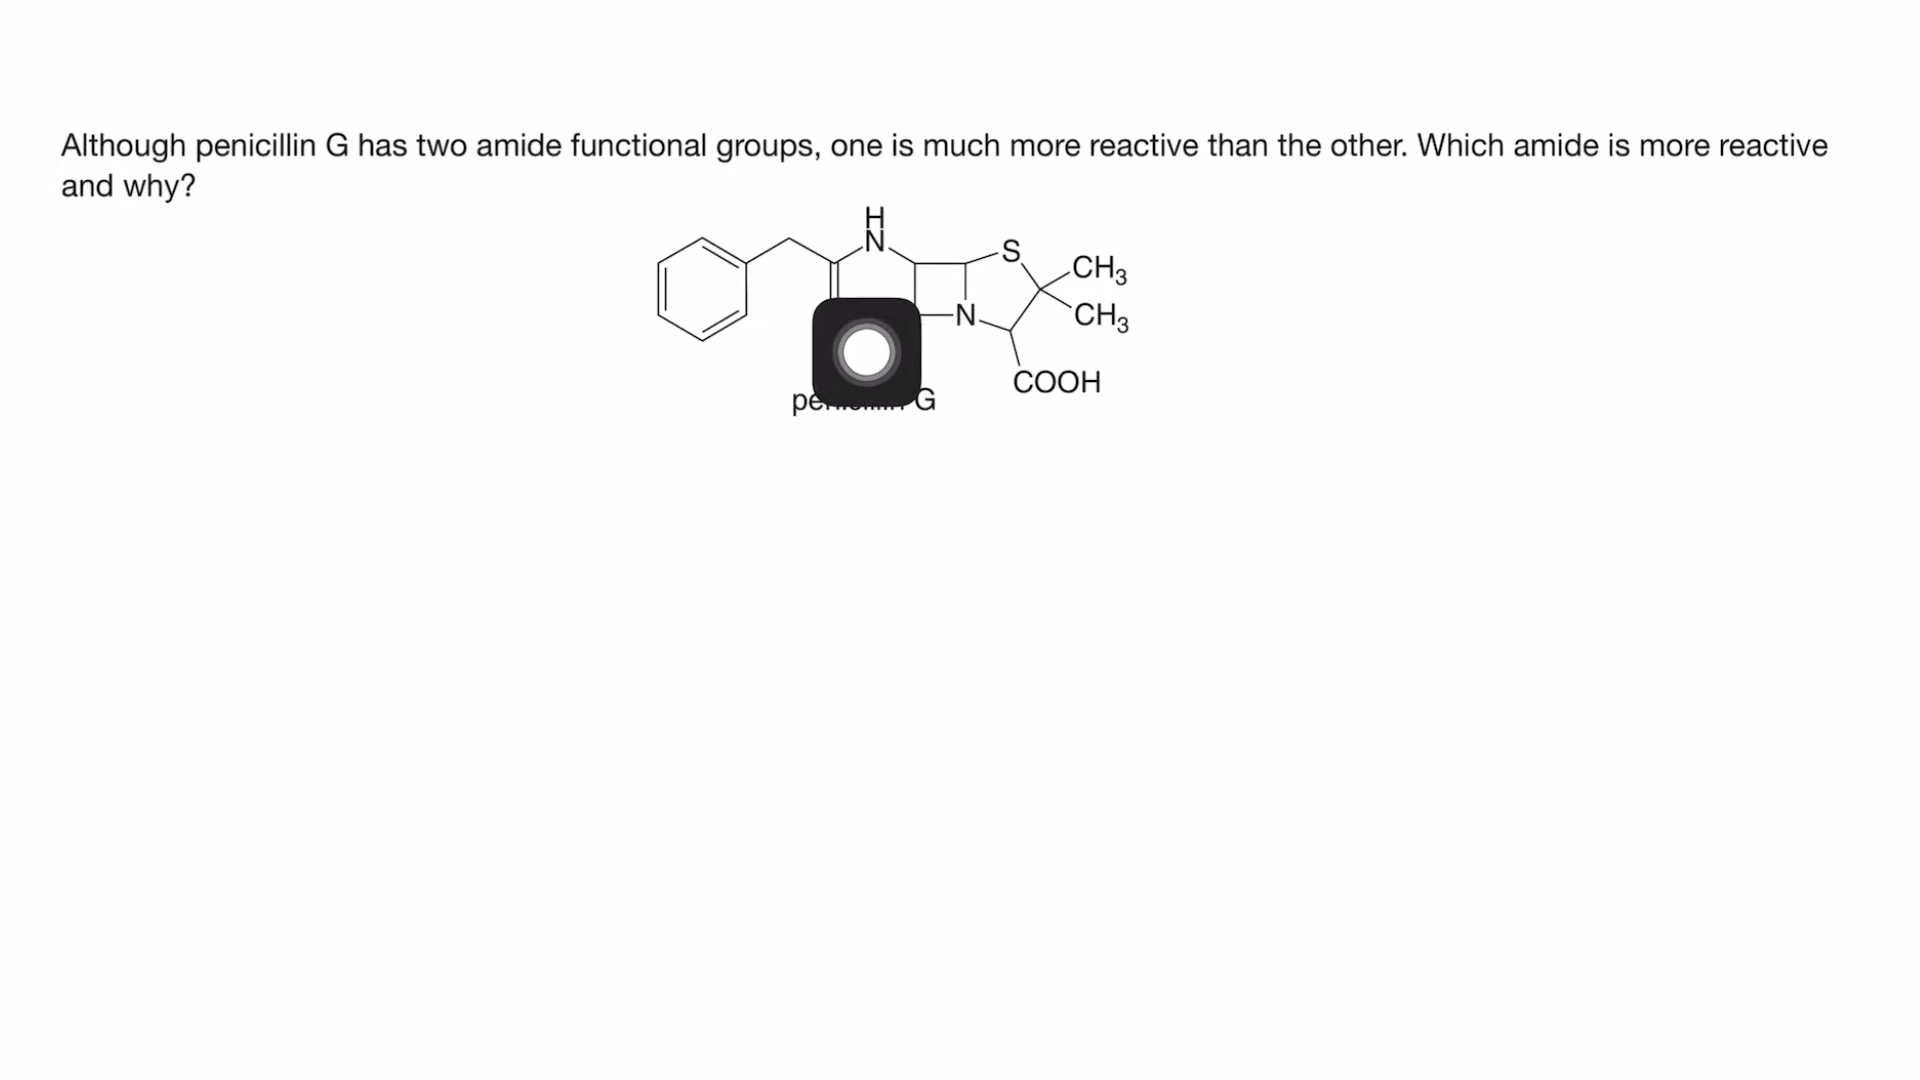 Although penicillin G has two amide functional groups, one is much more reactive than the other. Which amide is more reactive
and why?
H
N
S
CH3
CH3
N
COOH
G